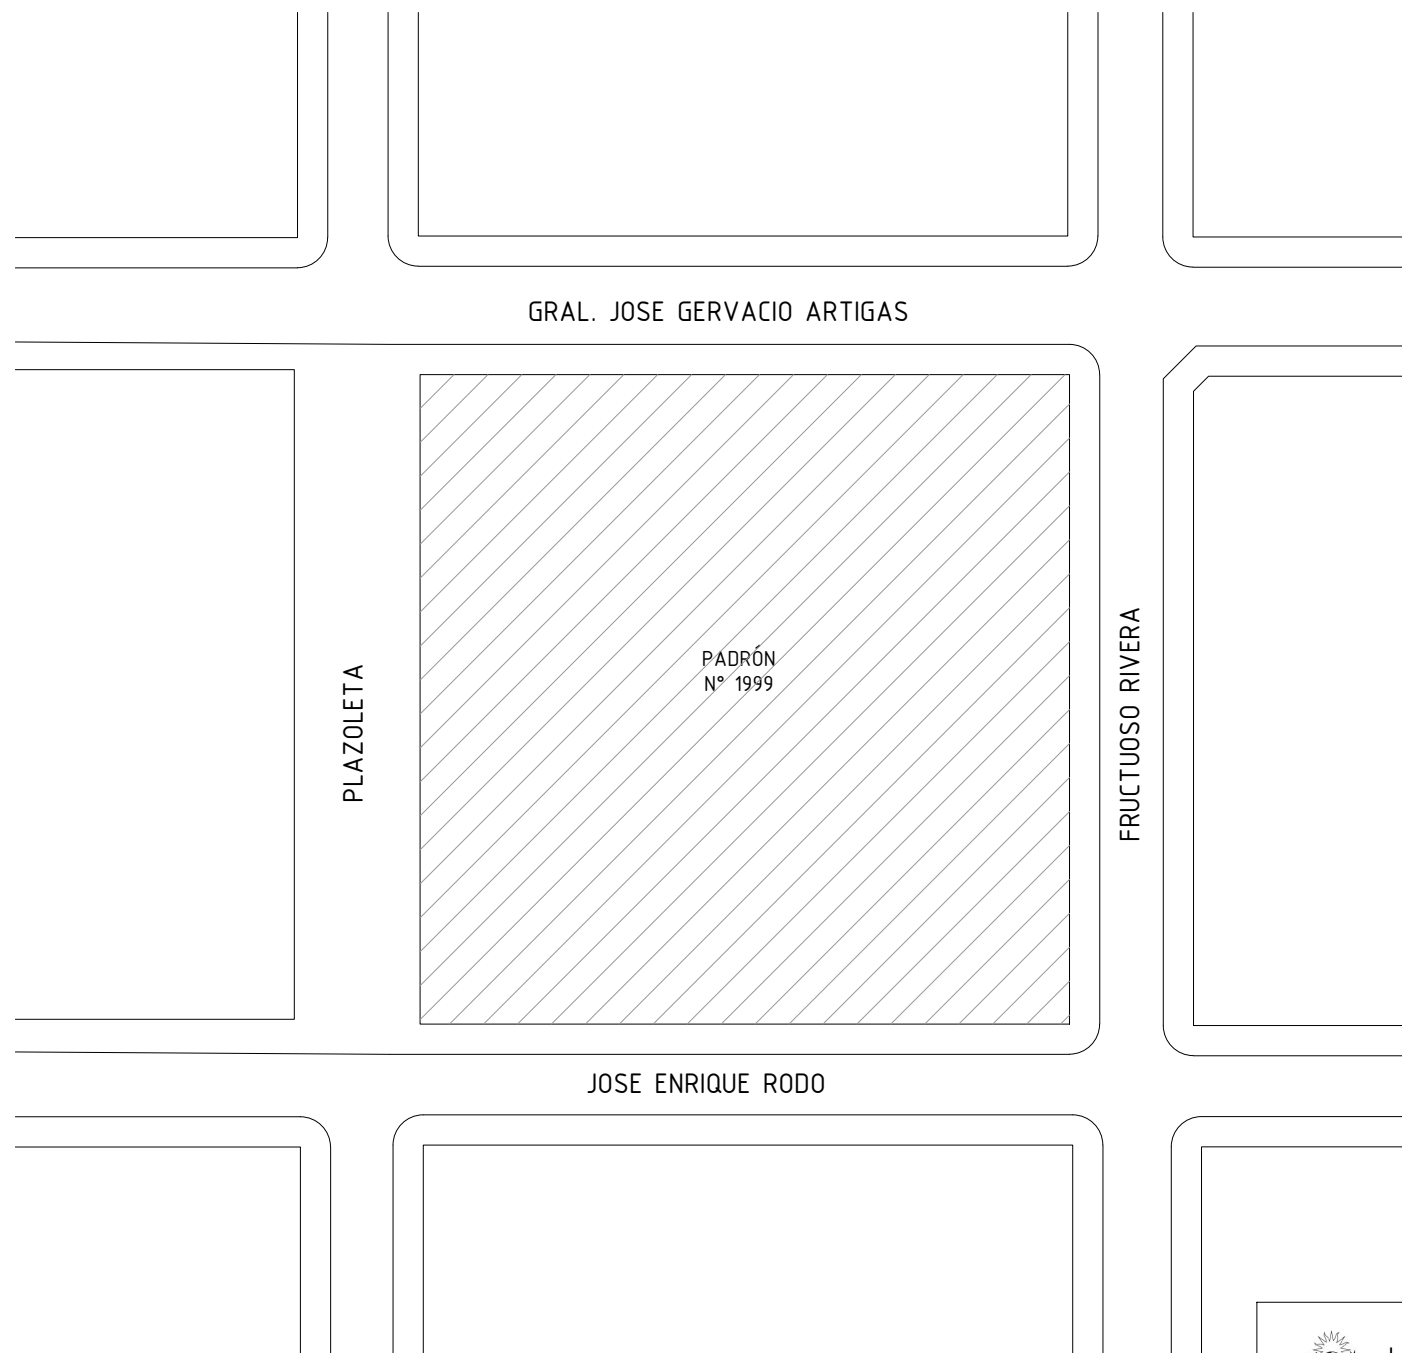 GRAL. JOSE GERVACIO ARTIGAS
PADRÓN
N° 1999
PLAZOLETA
FRUCTUOSO RIVERA
JOSE ENRIQUE RODO